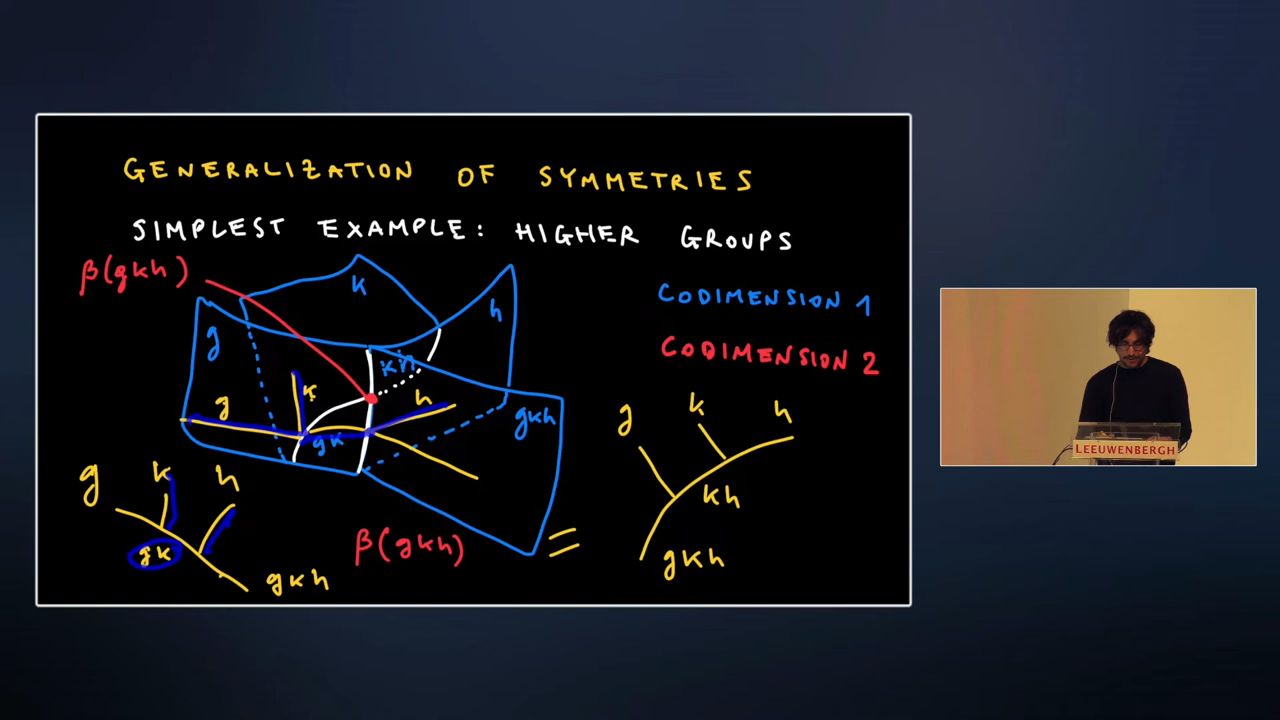 GENERALIZATION OF SYMMETRIES
SIMPLEST EXAMPLE: HIGHER GROUPS
β(gkh)
k
h
g
CODIMENSION 1
CODIMENSION 2
kh
k
g
h
gk
gkh
g k h
g k h
kh
gk
β(gkh) =
gkh
gkh
LEEUWENBERGH